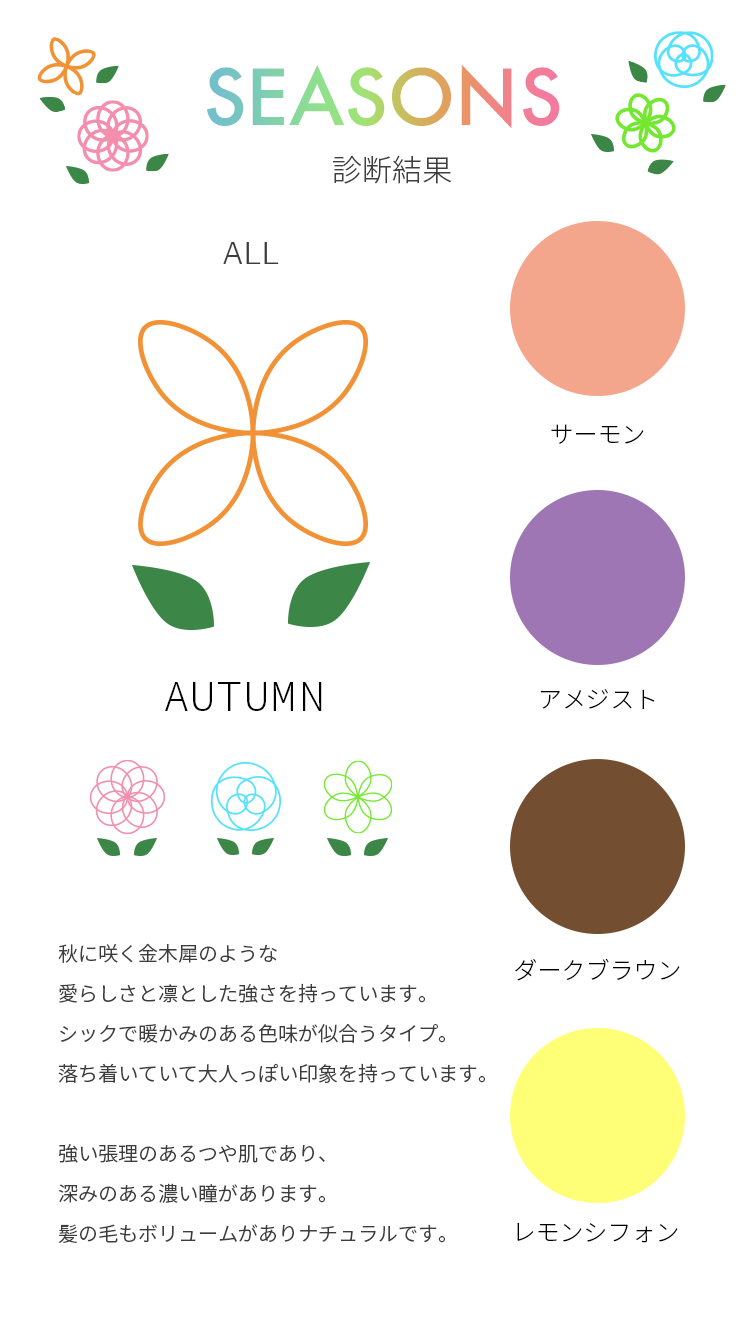 SEASONS
診断結果
ALL
AUTUMN
秋に咲く金木犀のような
愛らしさと凛とした強さを持っています。
シックで暖かみのある色味が似合うタイプ。
落ち着いていて大人っぽい印象を持っています。
強い張理のあるつや肌であり、
深みのある濃い瞳があります。
髪の毛もボリュームがありナチュラルです。
サーモン
アメジスト
ダークブラウン
レモンシフォン